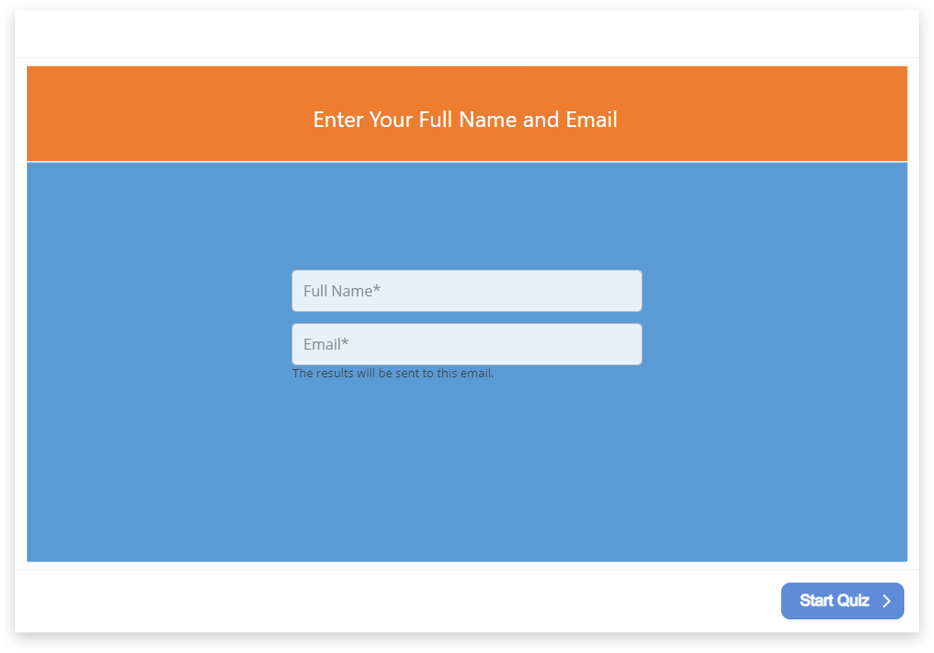 Enter Your Full Name and Email
Full Name*
Email*
The results will be sent to this email.
Start Quiz